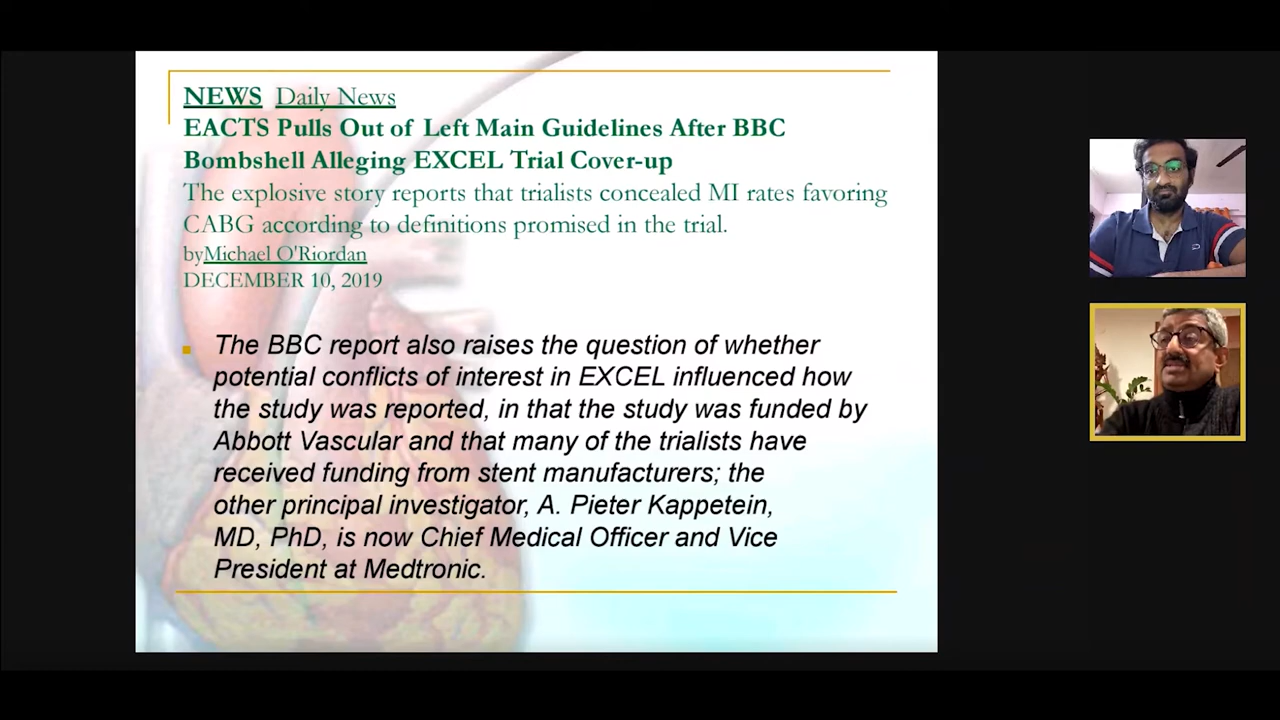 NEWS Daily News
EACTS Pulls Out of Left Main Guidelines After BBC
Bombshell Alleging EXCEL Trial Cover-up
The explosive story reports that trialists concealed MI rates favoring
CABG according to definitions promised in the trial.
byMichael O'Riordan
DECEMBER 10, 2019
The BBC report also raises the question of whether
potential conflicts of interest in EXCEL influenced how
the study was reported, in that the study was funded by
Abbott Vascular and that many of the trialists have
received funding from stent manufacturers; the
other principal investigator, A. Pieter Kappetein,
MD, PhD, is now Chief Medical Officer and Vice
President at Medtronic.